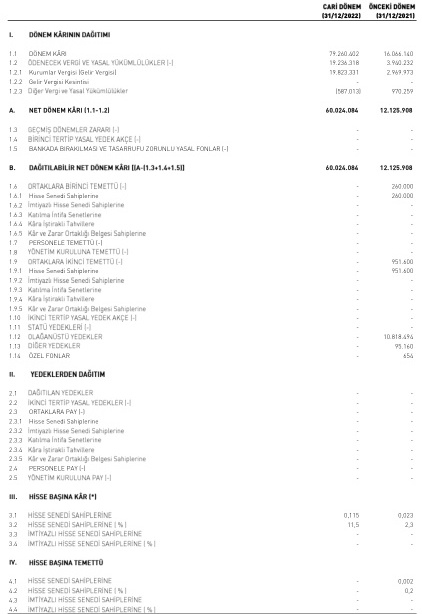 CARİ DÖNEM ÖNCEKİ DÖNEM
(31/12/2022) (31/12/2021)
I. DÖNEM KÂRININ DAĞITIMI
1.1 DÖNEM KÂRI 79.260.402 16.066.140
1.2 ÖDENECEK VERGİ VE YASAL YÜKÜMLÜLÜKLER (-) 19.236.318 3.940.232
1.2.1 Kurumlar Vergisi (Gelir Vergisi) 19.823.331 2.969.973
1.2.2 Gelir Vergisi Kesintisi - -
1.2.3 Diğer Vergi ve Yasal Yükümlülükler (587.013) 970.259
A. NET DÖNEM KÂRI (1.1-1.2) 60.024.084 12.125.908
1.3 GEÇMİŞ DÖNEMLER ZARARI (-) - -
1.4 BİRİNCİ TERTİP YASAL YEDEK AKÇE (-) - -
1.5 BANKADA BIRAKILMASI VE TASARRUFU ZORUNLU YASAL FONLAR (-) - -
B. DAĞITILABİLİR NET DÖNEM KÂRI [(A-(1.3+1.4+1.5)] 60.024.084 12.125.908
1.6 ORTAKLARA BİRİNCİ TEMETTÜ (-) - 260.000
1.6.1 Hisse Senedi Sahiplerine - 260.000
1.6.2 İmtiyazlı Hisse Senedi Sahiplerine - -
1.6.3 Katılma İntifa Senetlerine - -
1.6.4 Kâra İştirakli Tahvillere - -
1.6.5 Kâr ve Zarar Ortaklığı Belgesi Sahiplerine - -
1.7 PERSONELE TEMETTÜ (-) - -
1.8 YÖNETİM KURULUNA TEMETTÜ (-) - -
1.9 ORTAKLARA İKİNCİ TEMETTÜ (-) - 951.600
1.9.1 Hisse Senedi Sahiplerine - 951.600
1.9.2 İmtiyazlı Hisse Senedi Sahiplerine - -
1.9.3 Katılma İntifa Senetlerine - -
1.9.4 Kâra İştirakli Tahvillere - -
1.9.5 Kâr ve Zarar Ortaklığı Belgesi Sahiplerine - -
1.10 İKİNCİ TERTİP YASAL YEDEK AKÇE (-) - -
1.11 STATÜ YEDEKLERİ (-) - -
1.12 OLAĞANÜSTÜ YEDEKLER - 10.818.494
1.13 DİĞER YEDEKLER - 95.160
1.14 ÖZEL FONLAR - 654
II. YEDEKLERDEN DAĞITIM
2.1 DAĞITILAN YEDEKLER - -
2.2 İKİNCİ TERTİP YASAL YEDEKLER (-) - -
2.3 ORTAKLARA PAY (-) - -
2.3.1 Hisse Senedi Sahiplerine - -
2.3.2 İmtiyazlı Hisse Senedi Sahiplerine - -
2.3.3 Katılma İntifa Senetlerine - -
2.3.4 Kâra İştirakli Tahvillere - -
2.3.5 Kâr ve Zarar Ortaklığı Belgesi Sahiplerine - -
2.4 PERSONELE PAY (-) - -
2.5 YÖNETİM KURULUNA PAY (-) - -
III. HİSSE BAŞINA KÂR (*)
3.1 HİSSE SENEDİ SAHİPLERİNE 0,115 0,023
3.2 HİSSE SENEDİ SAHİPLERİNE ( % ) 11,5 2,3
3.3 İMTİYAZLI HİSSE SENEDİ SAHİPLERİNE - -
3.4 İMTİYAZLI HİSSE SENEDİ SAHİPLERİNE ( % ) - -
IV. HİSSE BAŞINA TEMETTÜ
4.1 HİSSE SENEDİ SAHİPLERİNE - 0,002
4.2 HİSSE SENEDİ SAHİPLERİNE ( % ) - 0,2
4.3 İMTİYAZLI HİSSE SENEDİ SAHİPLERİNE - -
4.4 İMTİYAZLI HİSSE SENEDİ SAHİPLERİNE ( % ) - -